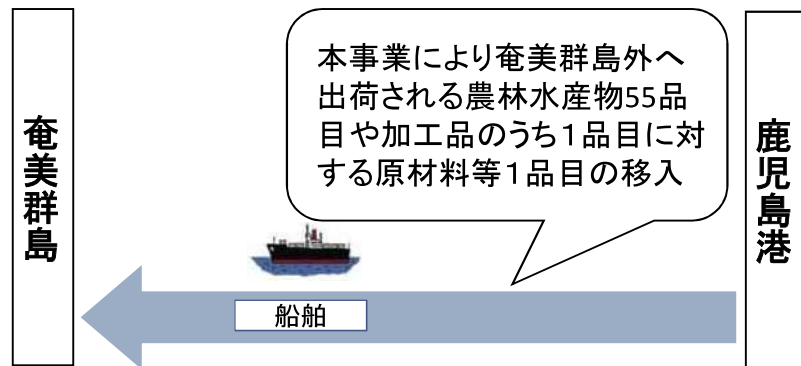 奄美群島
本事業により奄美群島外へ
出荷される農林水産物55品
目や加工品のうち1品目に対
する原材料等1品目の移入
鹿児島港
船舶